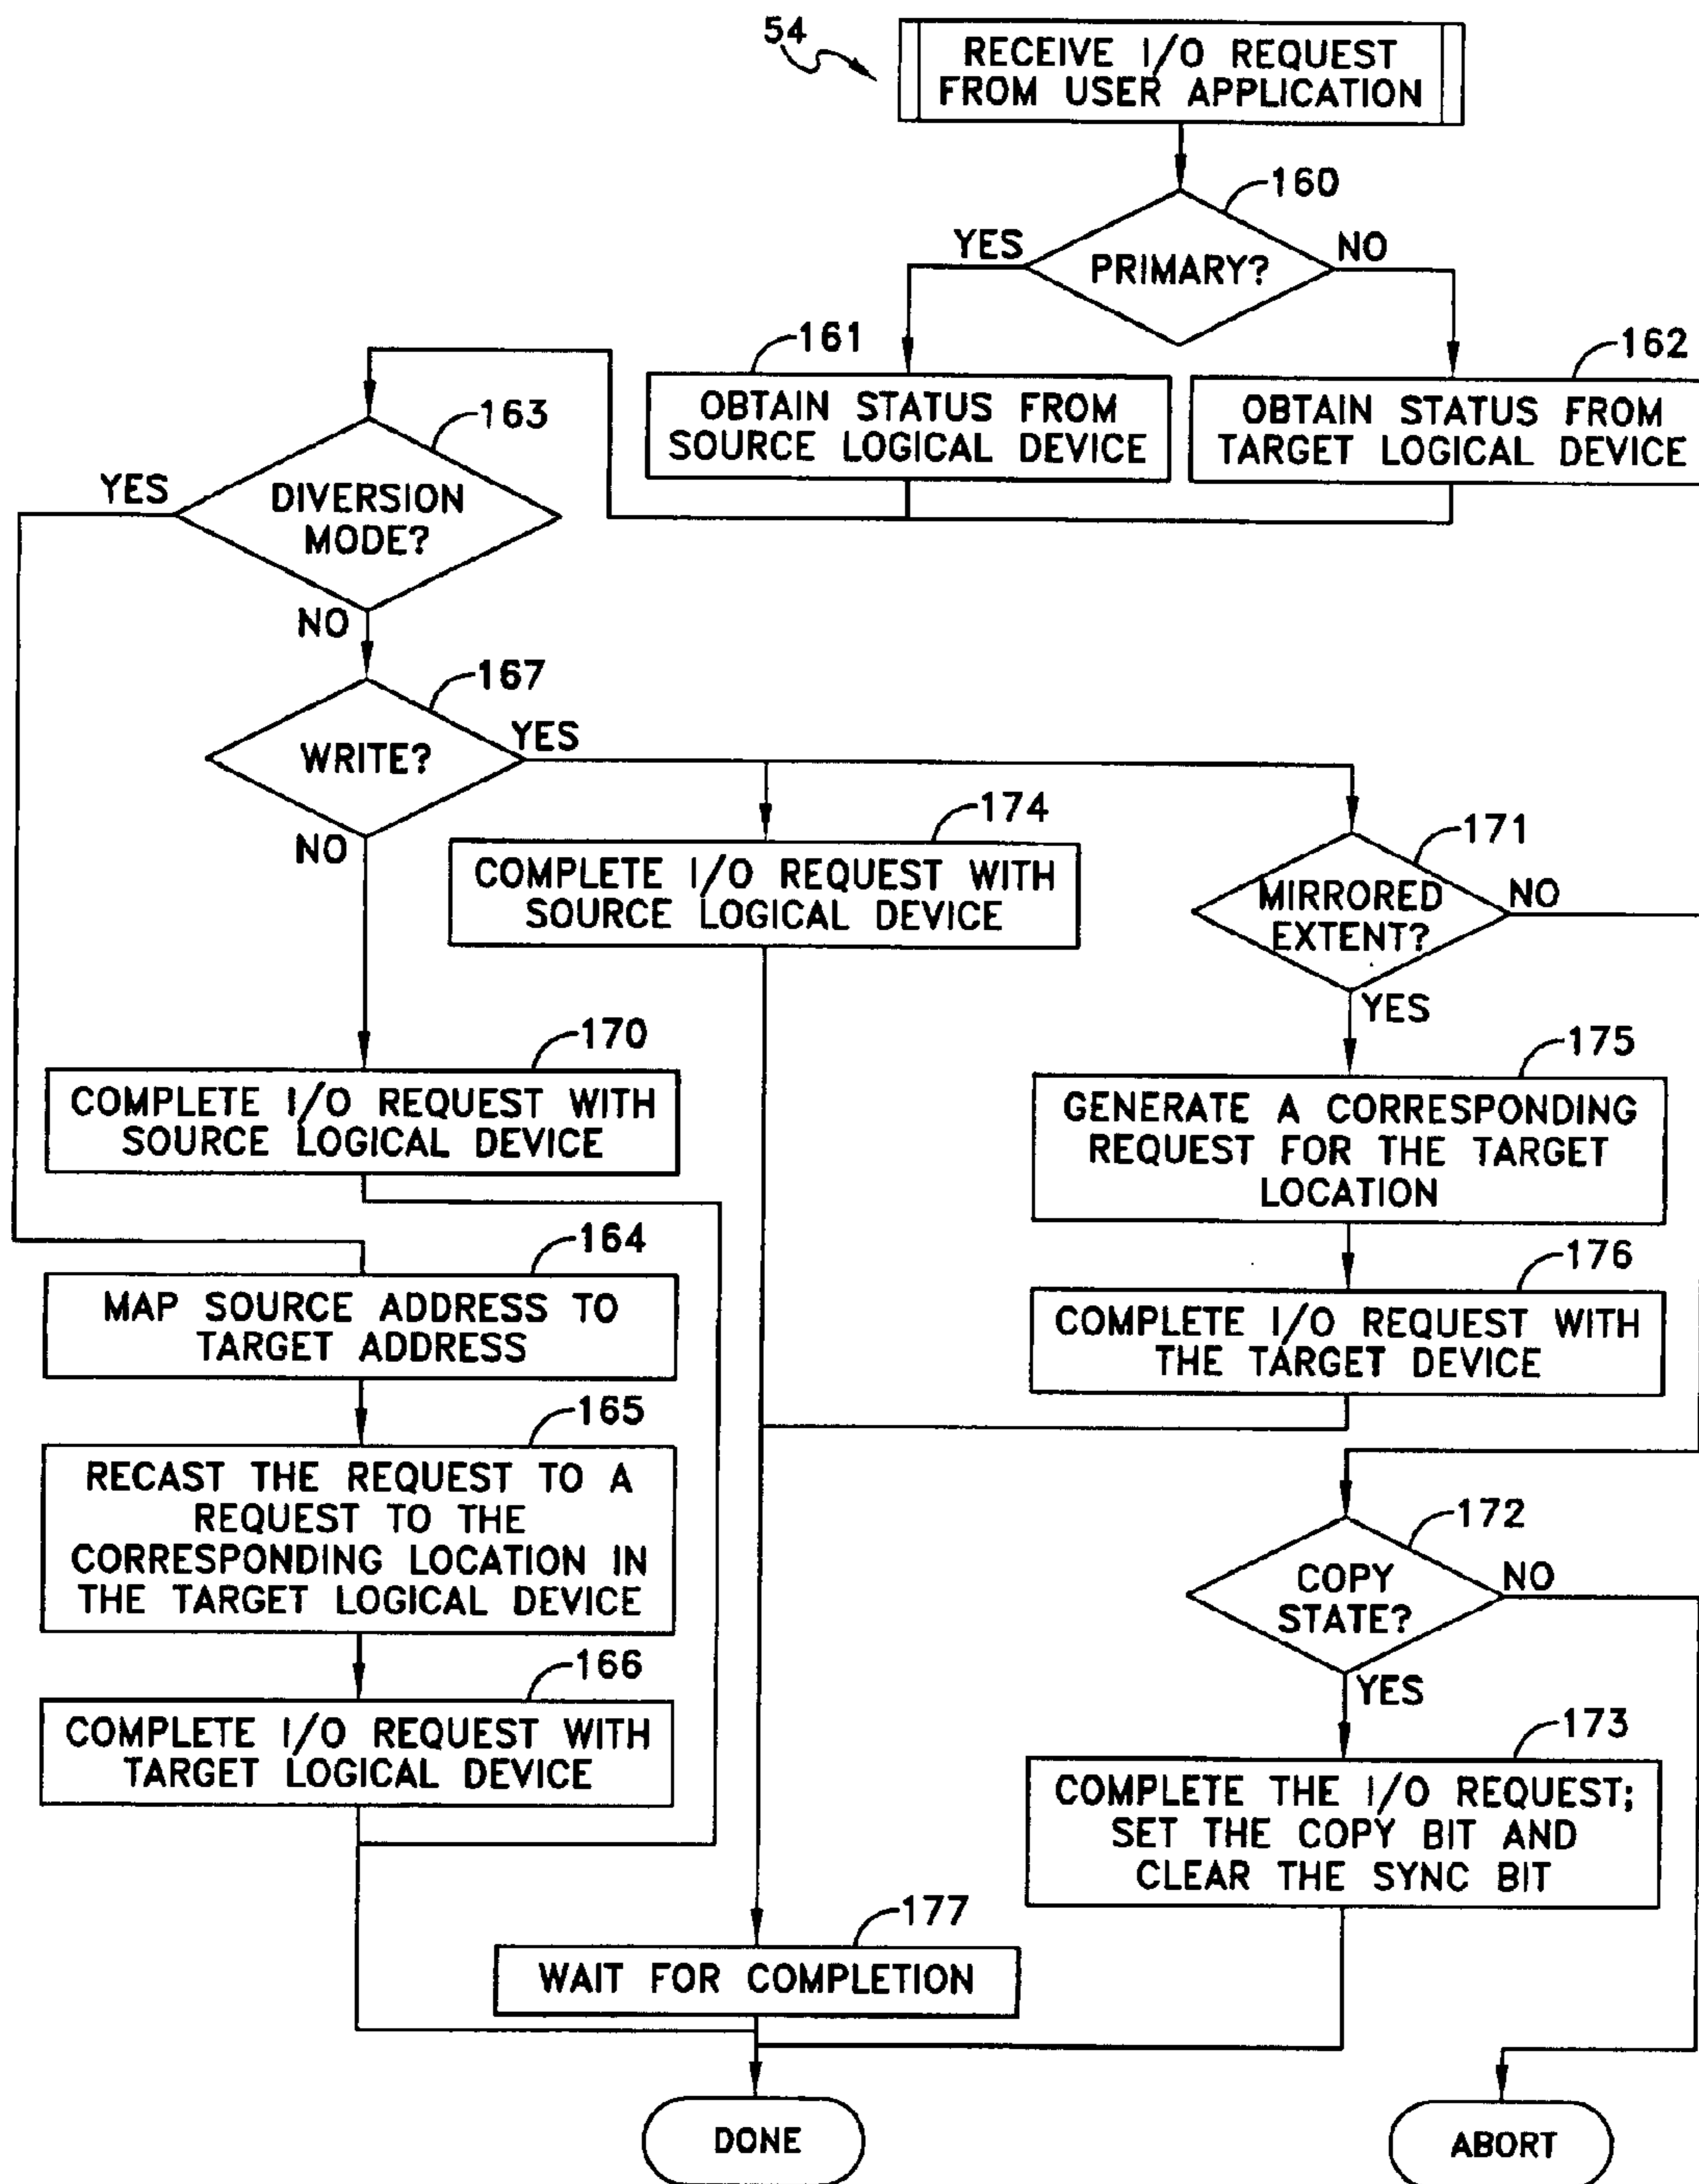 54
RECEIVE I/O REQUEST
FROM USER APPLICATION
160
YES
PRIMARY?
NO
161
162
OBTAIN STATUS FROM
SOURCE LOGICAL DEVICE
OBTAIN STATUS FROM
TARGET LOGICAL DEVICE
163
YES
DIVERSION
MODE?
NO
167
WRITE?
YES
NO
174
COMPLETE I/O REQUEST WITH
SOURCE LOGICAL DEVICE
171
MIRRORED
EXTENT?
NO
YES
170
COMPLETE I/O REQUEST WITH
SOURCE LOGICAL DEVICE
175
GENERATE A CORRESPONDING
REQUEST FOR THE TARGET
LOCATION
164
MAP SOURCE ADDRESS TO
TARGET ADDRESS
176
COMPLETE I/O REQUEST WITH
THE TARGET DEVICE
165
RECAST THE REQUEST TO A
REQUEST TO THE
CORRESPONDING LOCATION IN
THE TARGET LOGICAL DEVICE
172
COPY
STATE?
NO
YES
166
COMPLETE I/O REQUEST WITH
TARGET LOGICAL DEVICE
173
COMPLETE THE I/O REQUEST;
SET THE COPY BIT AND
CLEAR THE SYNC BIT
177
WAIT FOR COMPLETION
DONE
ABORT